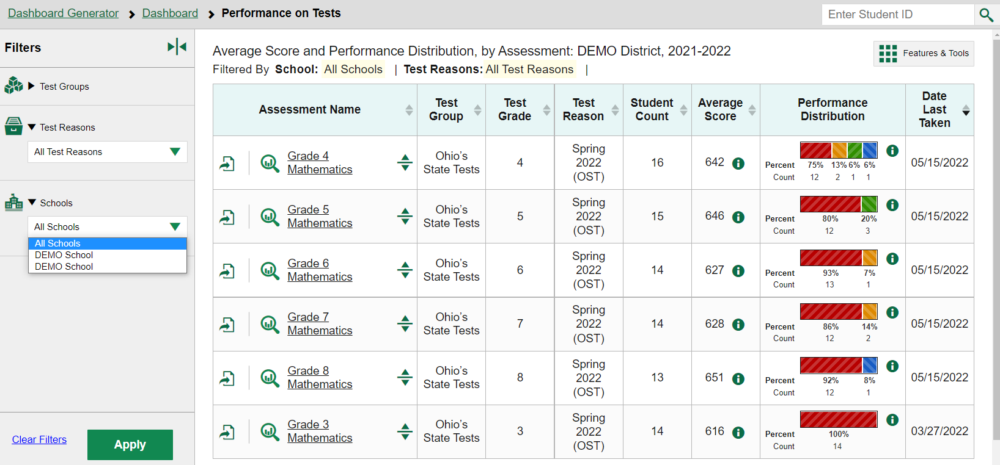 Dashboard Generator Dashboard Performance on Tests
Enter Student ID
Filters
Test Groups
Test Reasons
All Test Reasons
Schools
All Schools
All Schools
DEMO School
DEMO School
Clear Filters
Apply
Average Score and Performance Distribution, by Assessment: DEMO District, 2021-2022
Filtered By School: All Schools | Test Reasons: All Test Reasons |
Features & Tools
Assessment Name
Test
Group
Test
Grade
Test
Reason
Student
Count
Average
Score
Performance
Distribution
Date
Last
Taken
Grade 4
Mathematics
Ohio’s
State Tests
4
Spring
2022
(OST)
16
642
Percent 75% 13% 6% 6%
Count 12 2 1 1
05/15/2022
Grade 5
Mathematics
Ohio’s
State Tests
5
Spring
2022
(OST)
15
646
Percent 80% 20%
Count 12 3
05/15/2022
Grade 6
Mathematics
Ohio’s
State Tests
6
Spring
2022
(OST)
14
627
Percent 93% 7%
Count 13 1
05/15/2022
Grade 7
Mathematics
Ohio’s
State Tests
7
Spring
2022
(OST)
14
628
Percent 86% 14%
Count 12 2
05/15/2022
Grade 8
Mathematics
Ohio’s
State Tests
8
Spring
2022
(OST)
13
651
Percent 92% 8%
Count 12 1
05/15/2022
Grade 3
Mathematics
Ohio’s
State Tests
3
Spring
2022
(OST)
14
616
Percent 100%
Count 14
03/27/2022